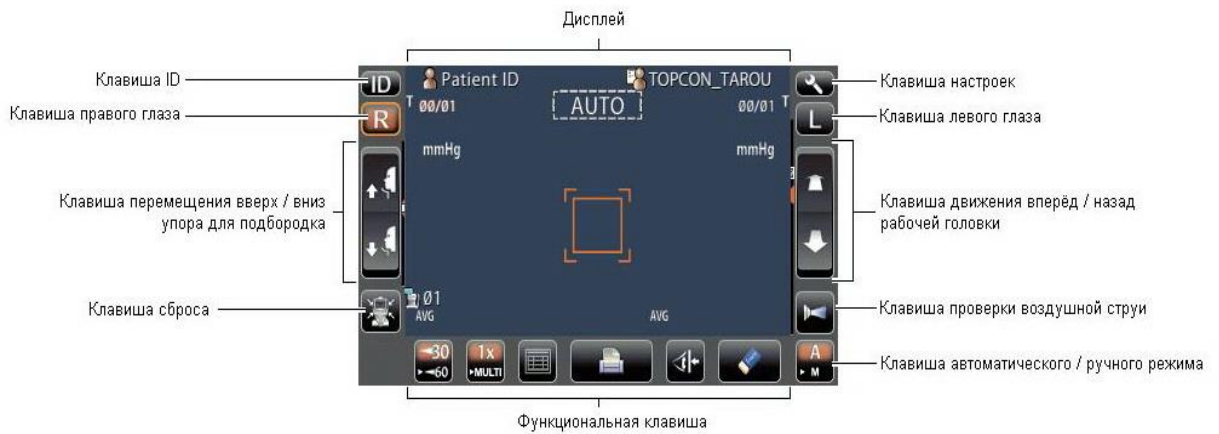 Дисплей
Клавиша ID
Клавиша правого глаза
Клавиша перемещения вверх / вниз
упора для подбородка
Клавиша сброса
ID
Patient ID
TOPCON_TAROU
R
T
00/01
AUTO
00/01
T
L
mmHg
mmHg
01
AVG
AVG
30
60
1x
MULTI
A
M
Клавиша настроек
Клавиша левого глаза
Клавиша движения вперёд / назад
рабочей головки
Клавиша проверки воздушной струи
Клавиша автоматического / ручного режима
Функциональная клавиша